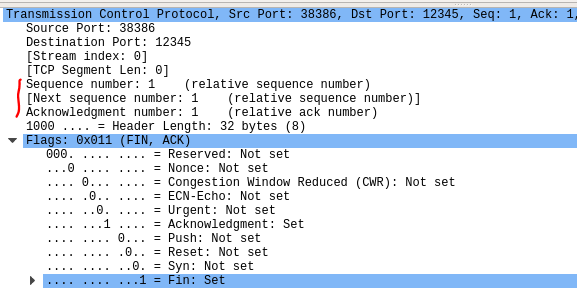 Transmission Control Protocol, Src Port: 38386, Dst Port: 12345, Seq: 1, Ack: 1,
Source Port: 38386
Destination Port: 12345
[Stream index: 0]
[TCP Segment Len: 0]
Sequence number: 1    (relative sequence number)
[Next sequence number: 1    (relative sequence number)]
Acknowledgment number: 1    (relative ack number)
1000 .... = Header Length: 32 bytes (8)
Flags: 0x011 (FIN, ACK)
000. .... .... = Reserved: Not set
...0 .... .... = Nonce: Not set
.... 0... .... = Congestion Window Reduced (CWR): Not set
.... .0.. .... = ECN-Echo: Not set
.... ..0. .... = Urgent: Not set
.... ...1 .... = Acknowledgment: Set
.... .... 0... = Push: Not set
.... .... .0.. = Reset: Not set
.... .... ..0. = Syn: Not set
.... .... ...1 = Fin: Set